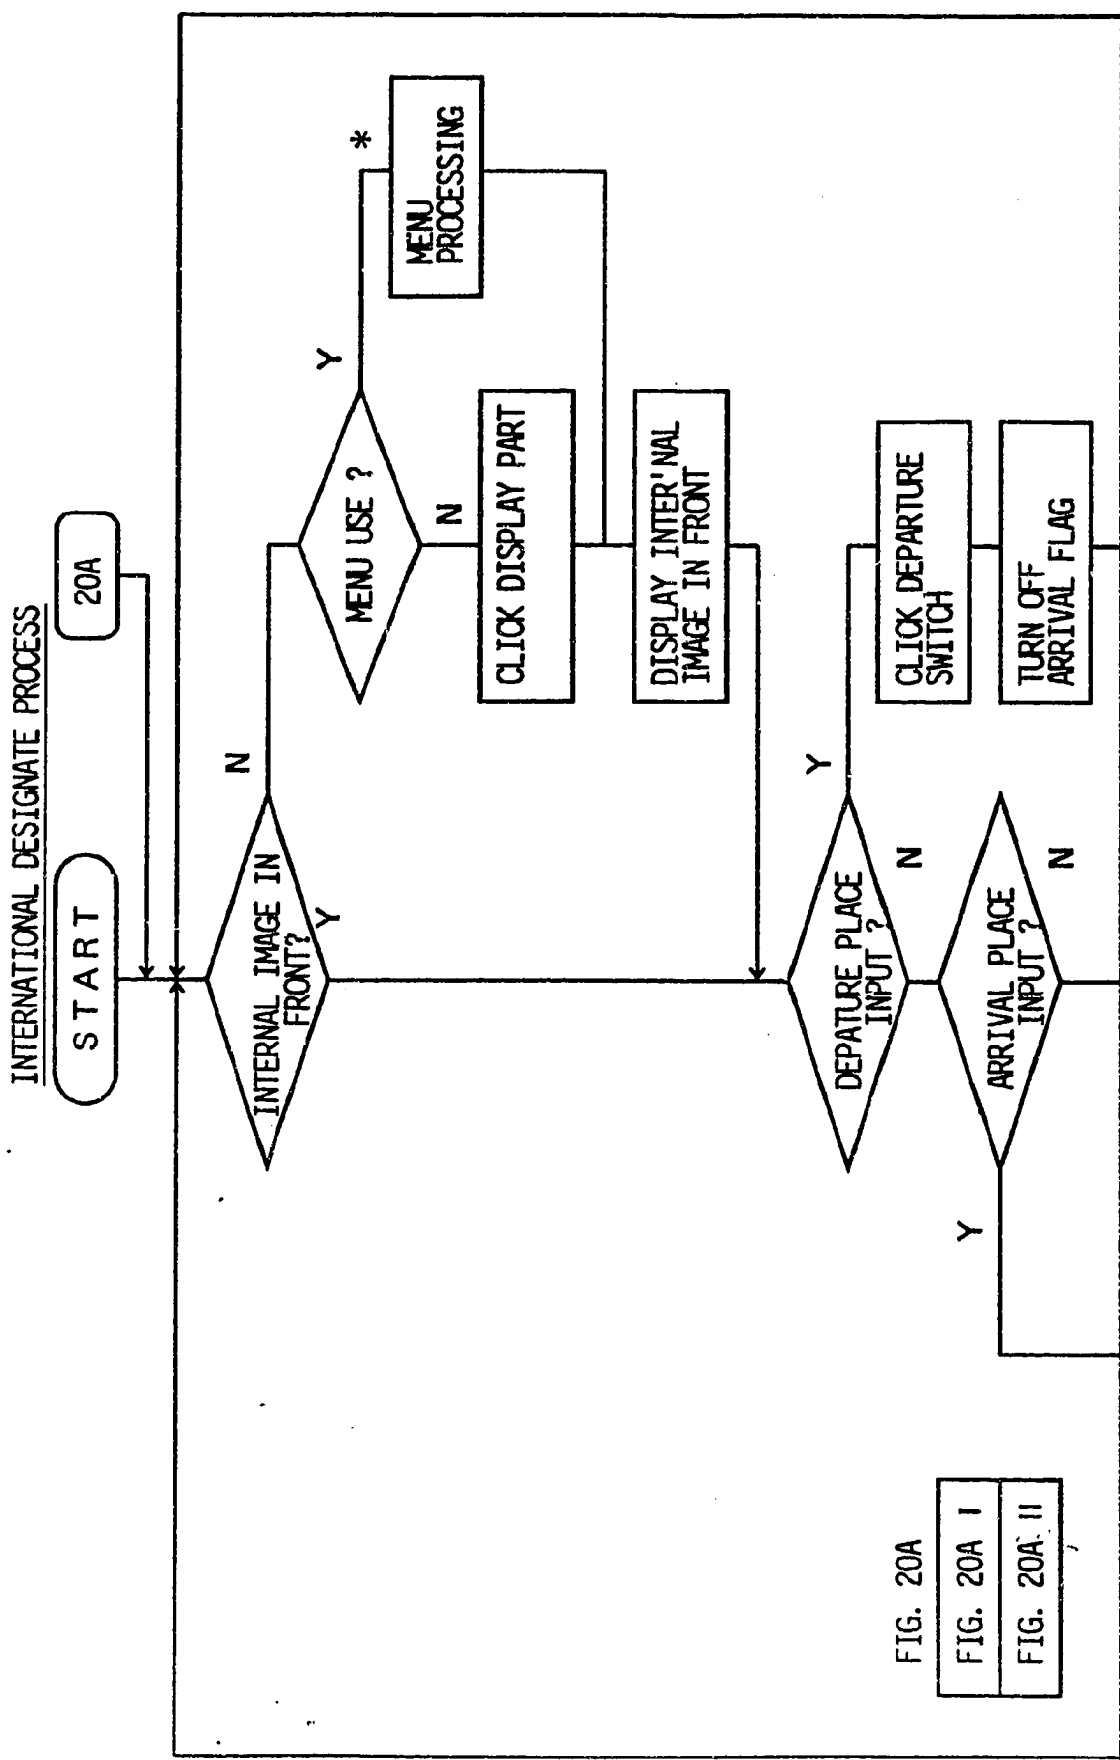 INTERNATIONAL DESIGNATE PROCESS
START
20A
INTERNAL IMAGE IN
FRONT?
N
Y
MENU USE ?
Y
*
MENU
PROCESSING
N
CLICK DISPLAY PART
DISPLAY INTER'NAL
IMAGE IN FRONT
DEPATURE PLACE
INPUT ?
Y
N
CLICK DEPARTURE
SWITCH
TURN OFF
ARRIVAL FLAG
ARRIVAL PLACE
INPUT ?
Y
N
FIG. 20A
FIG. 20A I
FIG. 20A II